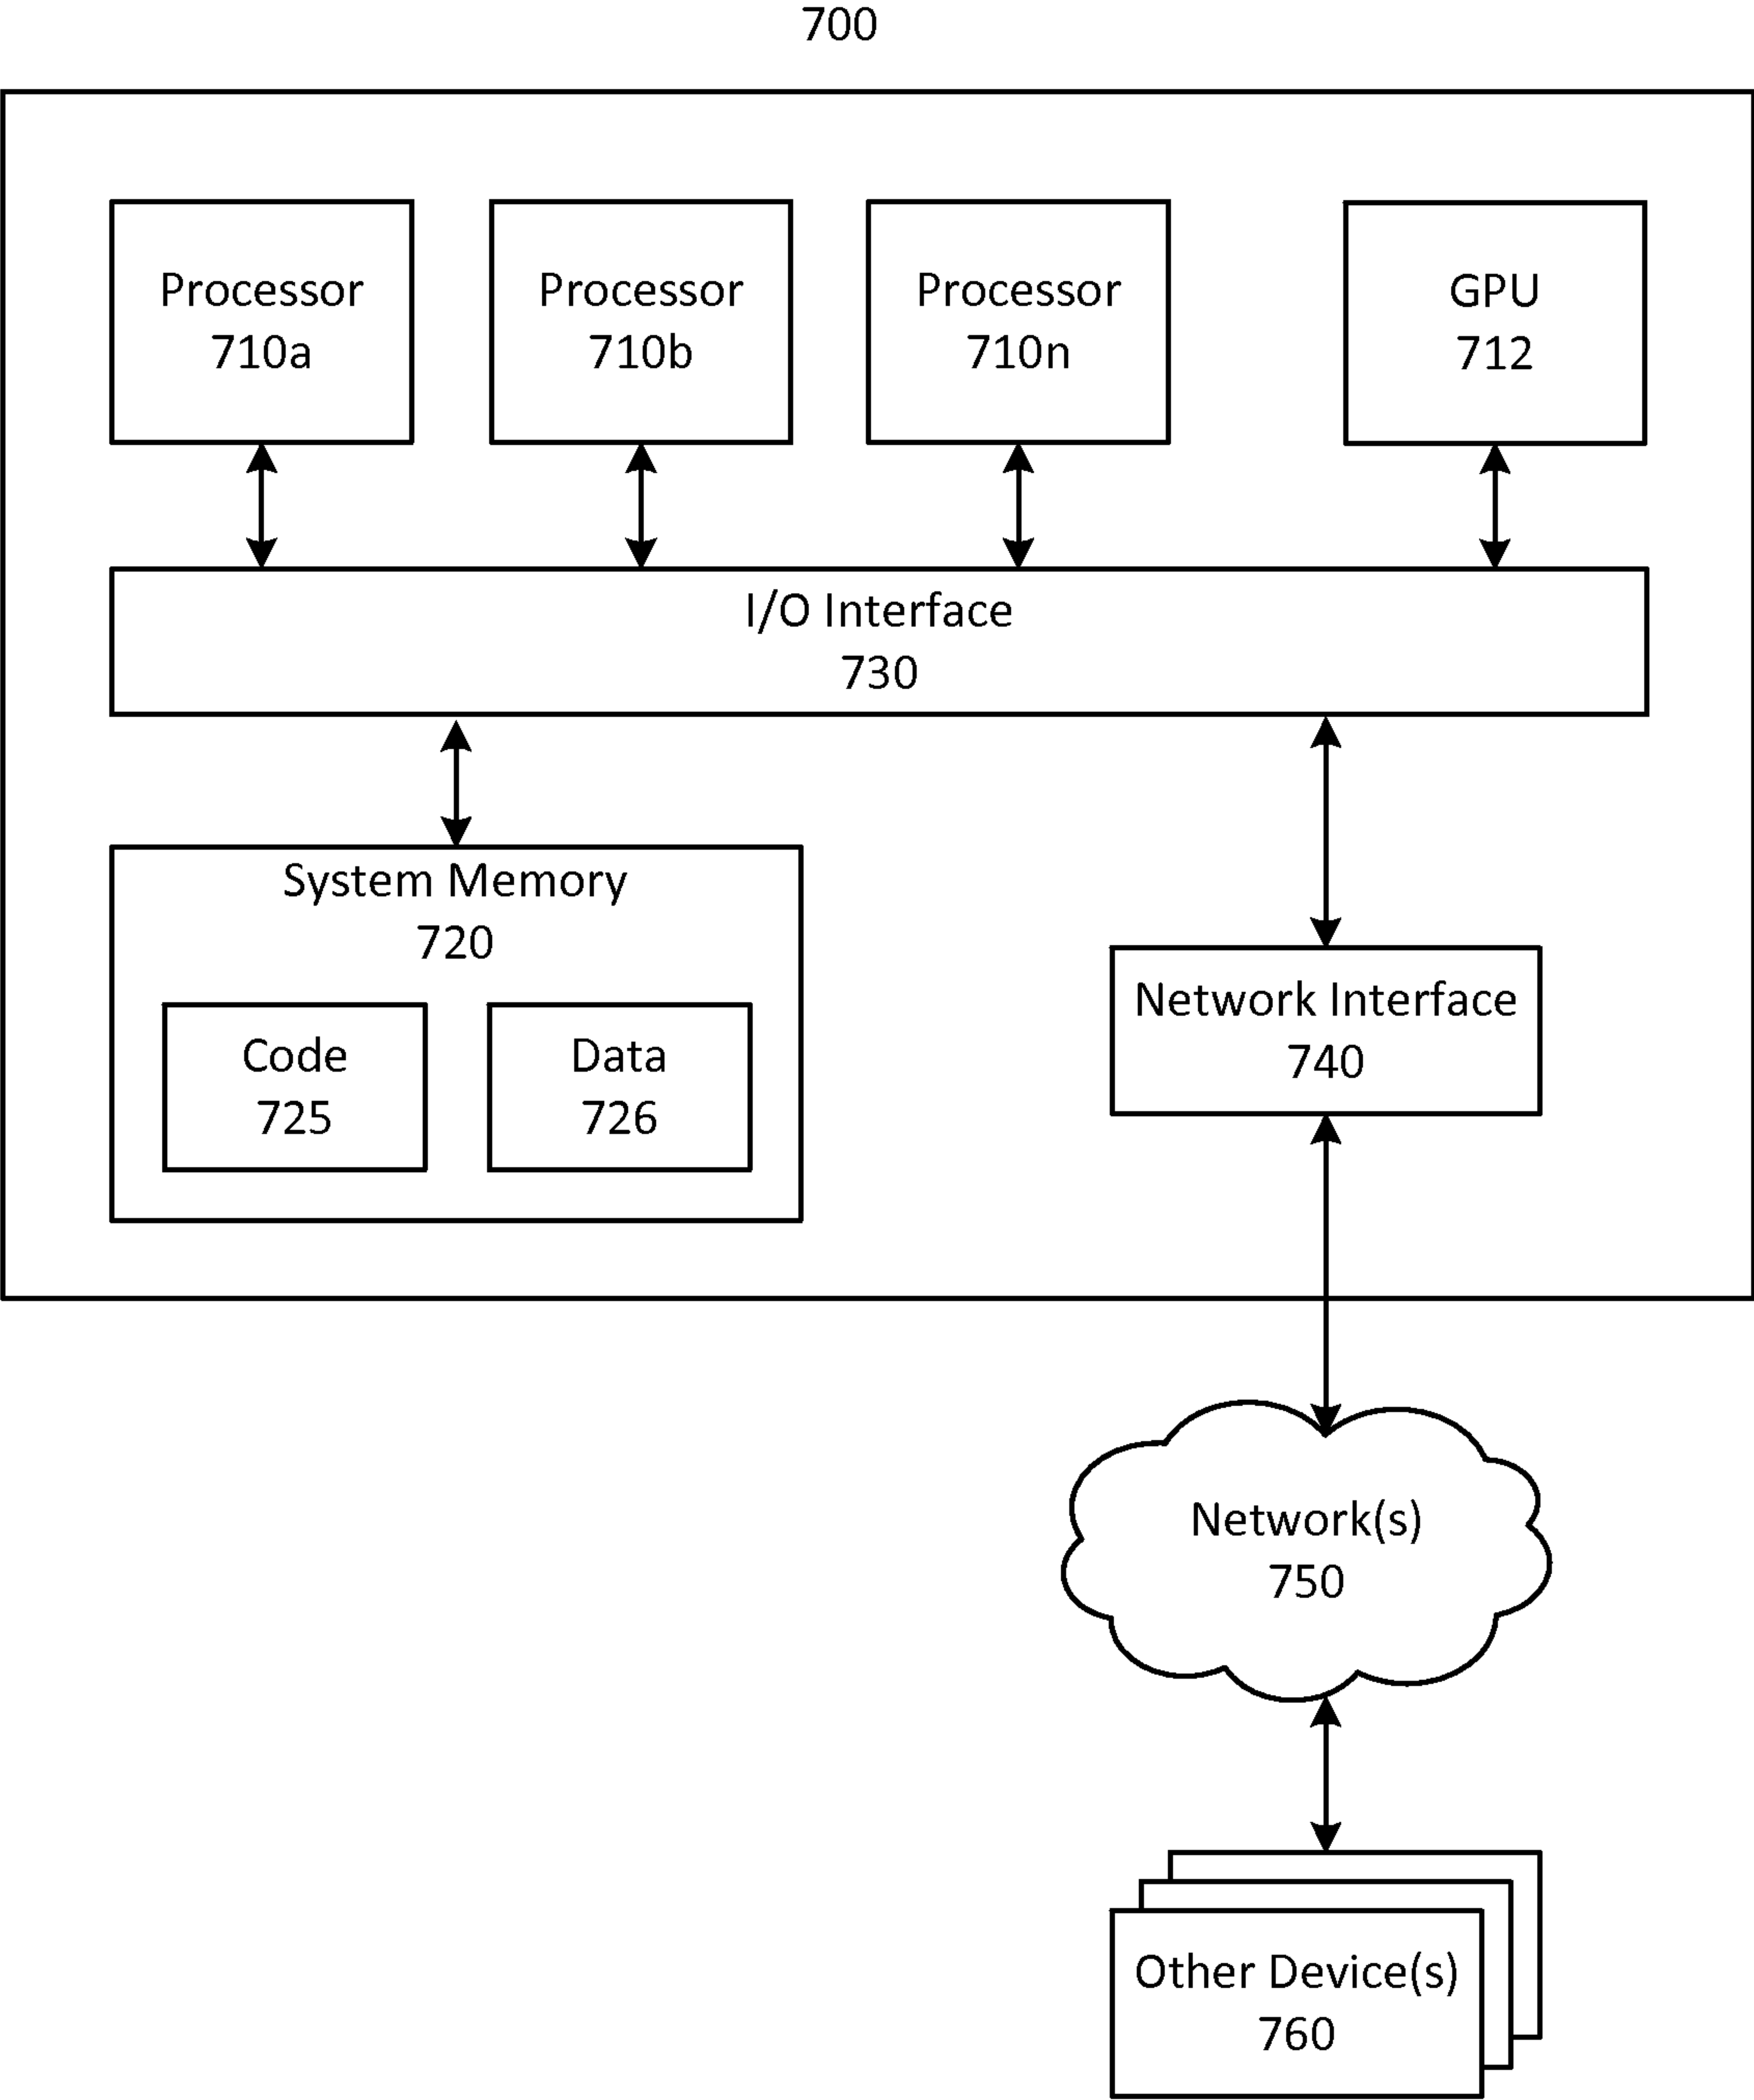 700
Processor
710a
Processor
710b
Processor
710n
GPU
712
I/O Interface
730
System Memory
720
Code
725
Data
726
Network Interface
740
Network(s)
750
Other Device(s)
760